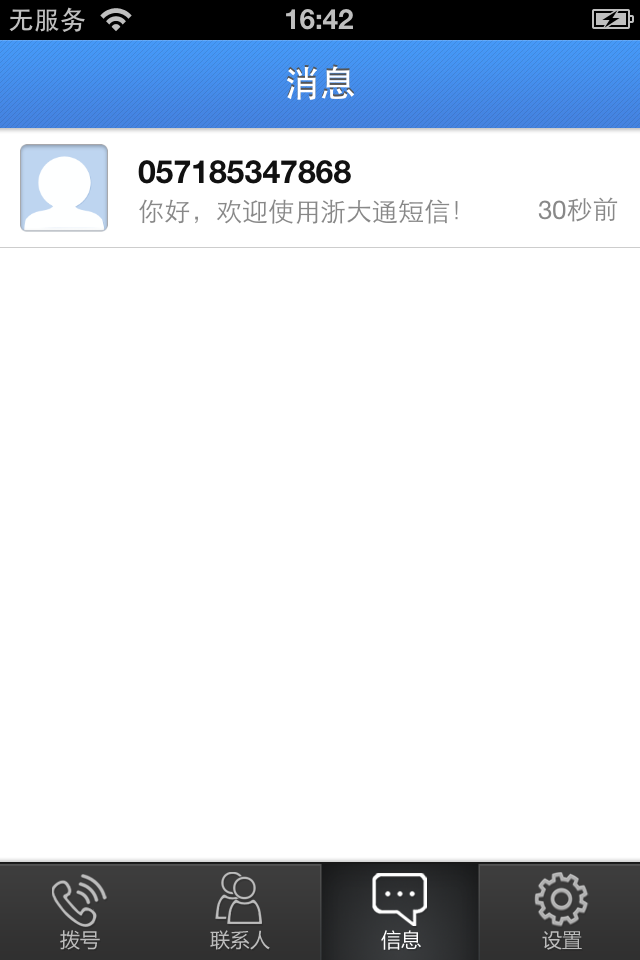 无服务 16:42
消息
057185347868
你好，欢迎使用浙大通短信！ 30秒前
拨号 联系人 信息 设置